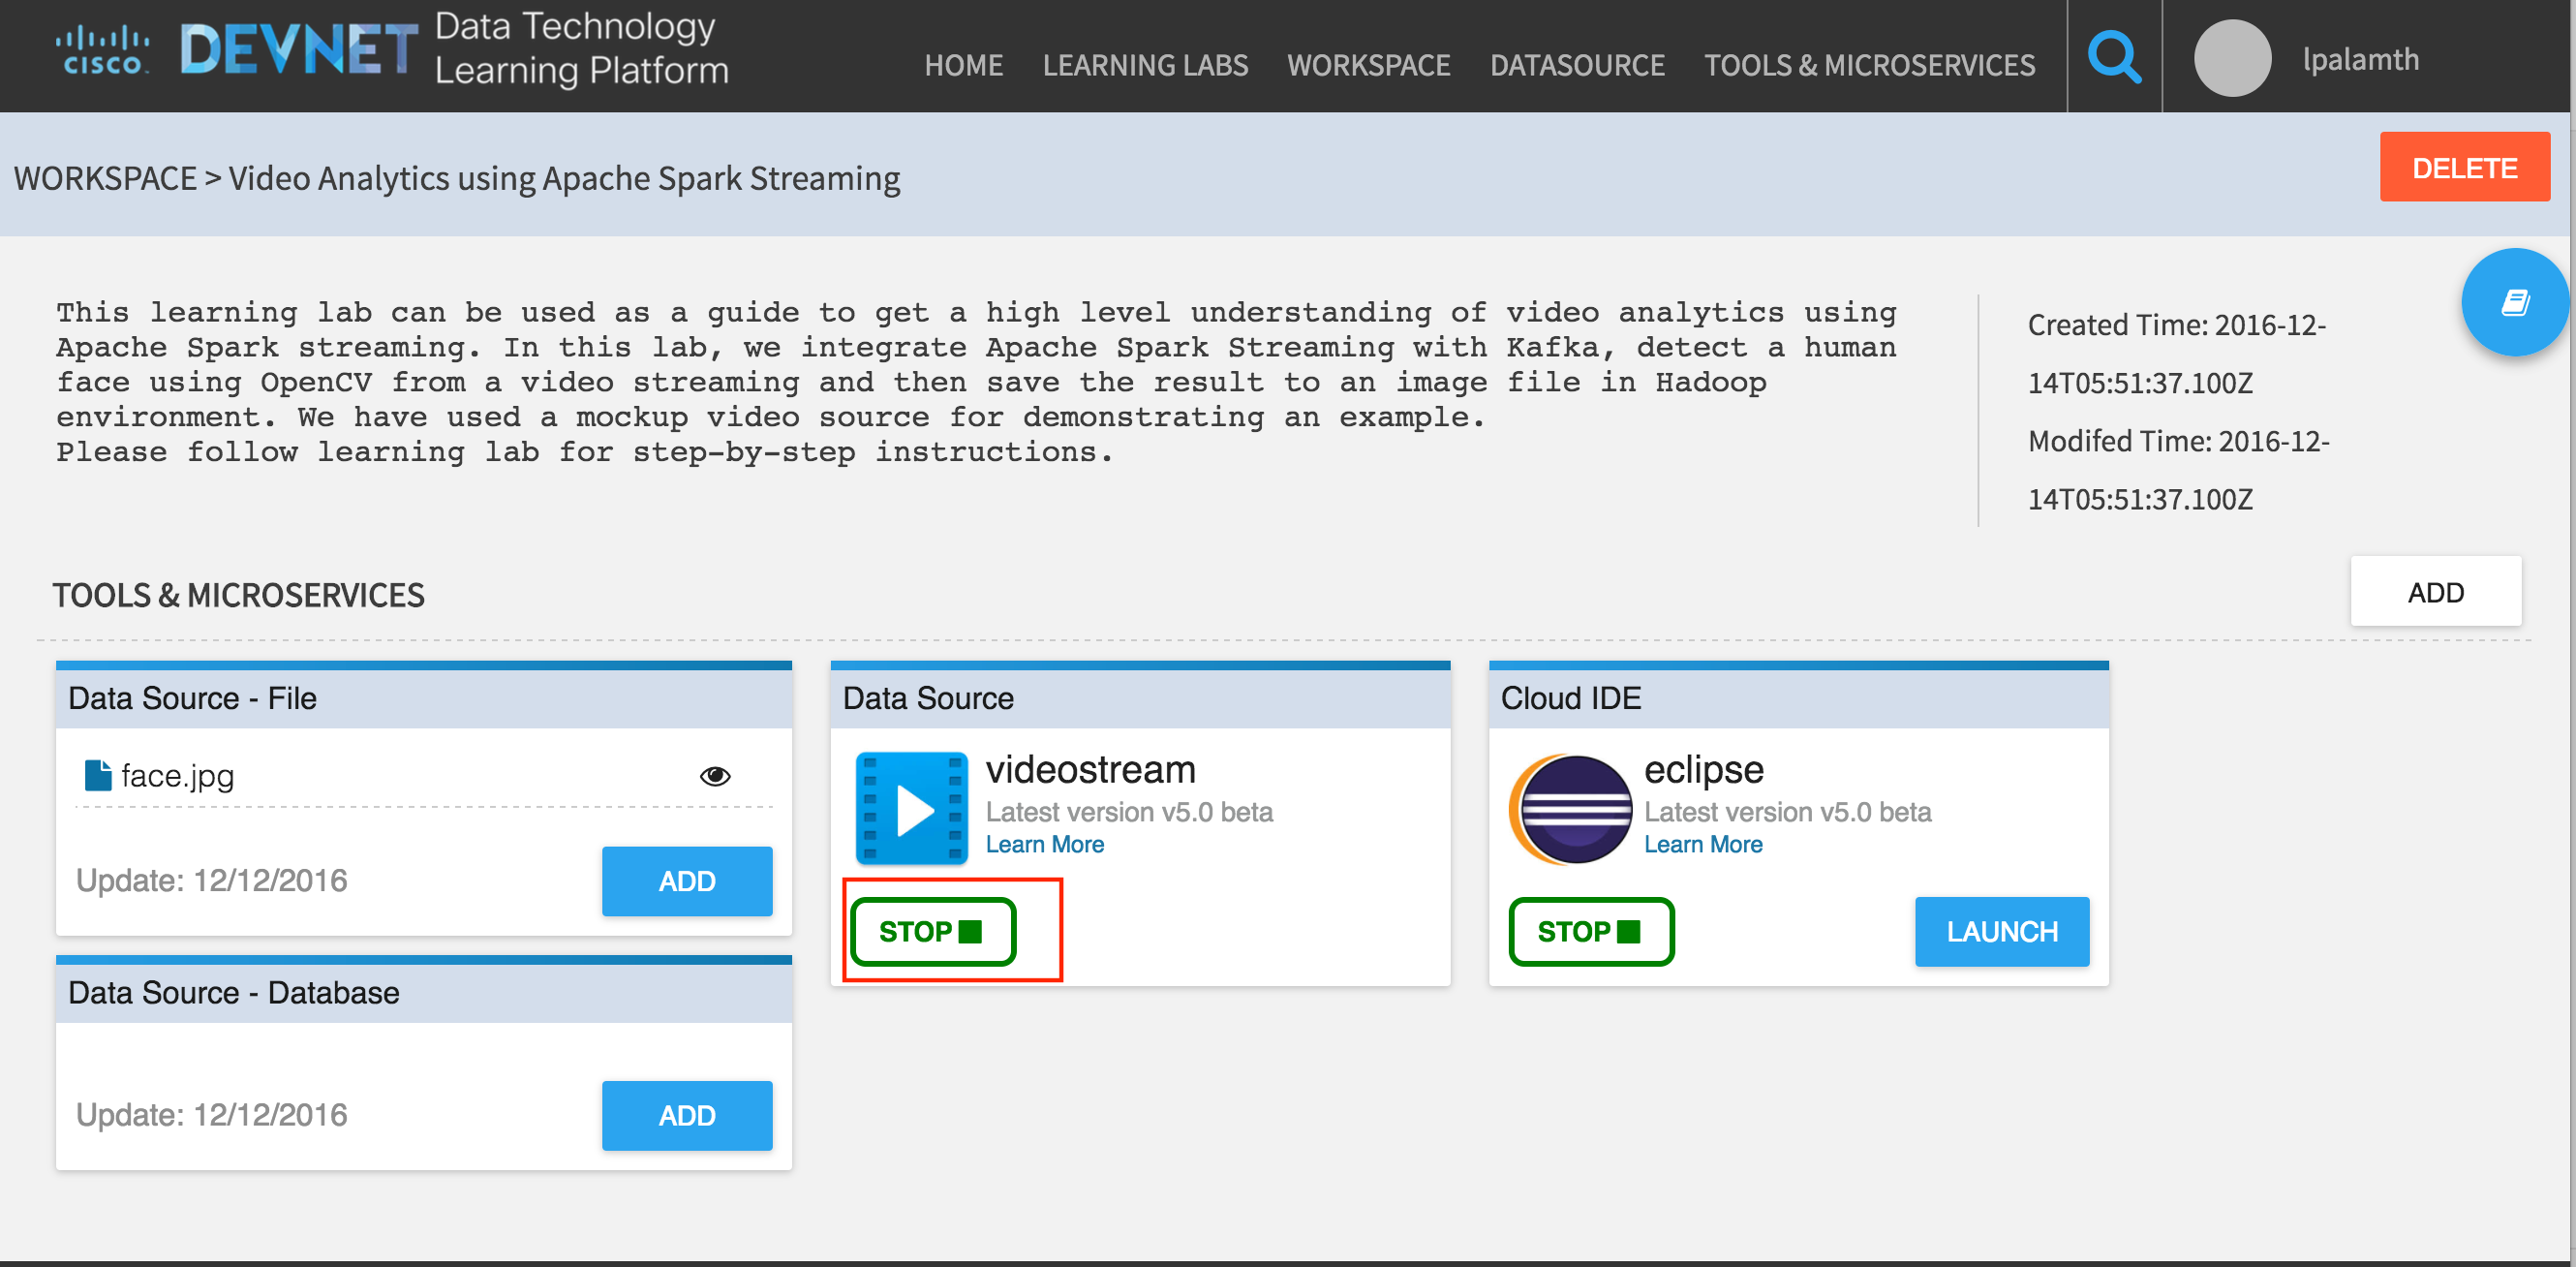 CISCO
DEVNET
Data Technology
Learning Platform
HOME LEARNING LABS WORKSPACE DATASOURCE TOOLS & MICROSERVICES
lpalamth
WORKSPACE > Video Analytics using Apache Spark Streaming
DELETE
This learning lab can be used as a guide to get a high level understanding of video analytics using
Apache Spark streaming. In this lab, we integrate Apache Spark Streaming with Kafka, detect a human
face using OpenCV from a video streaming and then save the result to an image file in Hadoop
environment. We have used a mockup video source for demonstrating an example.
Please follow learning lab for step-by-step instructions.
Created Time: 2016-12-
14T05:51:37.100Z
Modifed Time: 2016-12-
14T05:51:37.100Z
TOOLS & MICROSERVICES
ADD
Data Source - File
face.jpg
Update: 12/12/2016
ADD
Data Source - Database
Update: 12/12/2016
ADD
Data Source
videostream
Latest version v5.0 beta
Learn More
STOP
Cloud IDE
eclipse
Latest version v5.0 beta
Learn More
STOP
LAUNCH